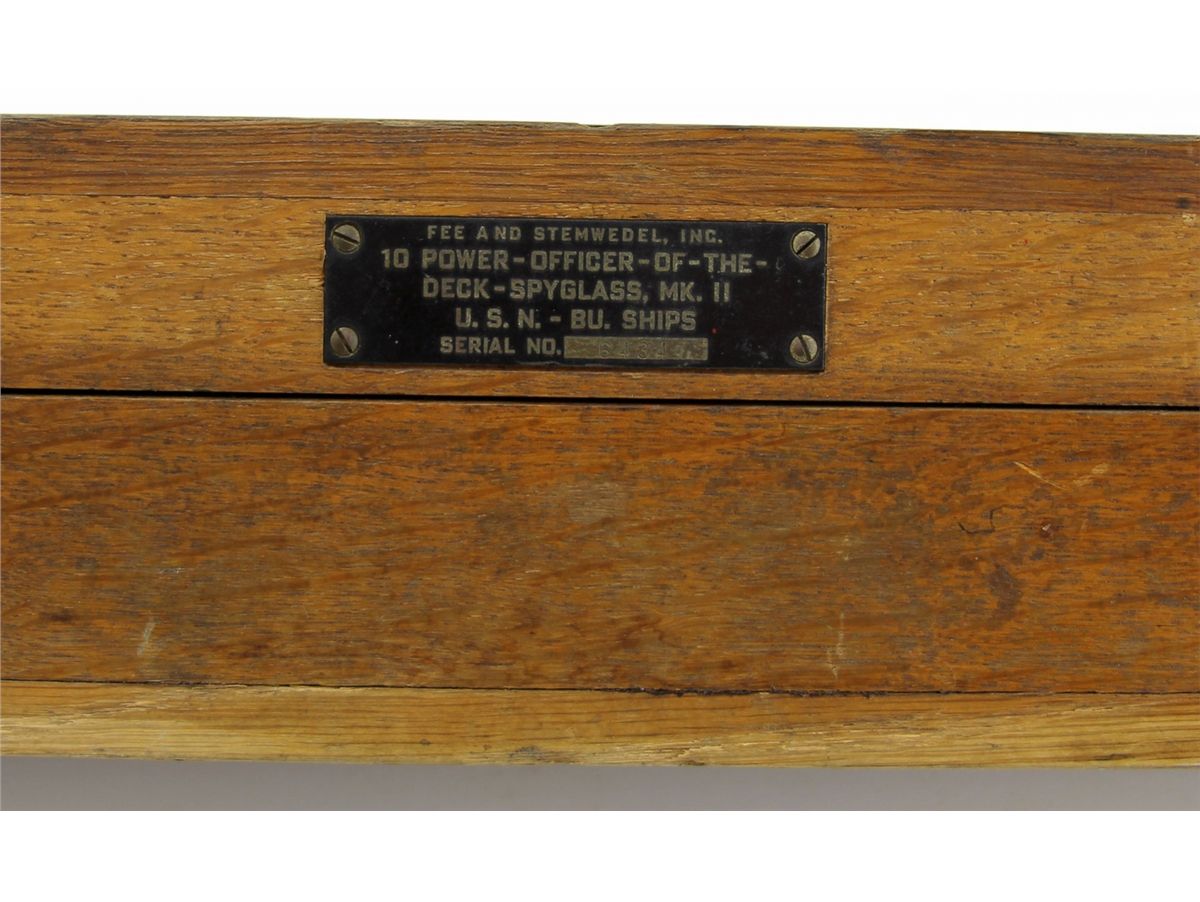 FEE AND STEMWEDEL, INC.
10 POWER-OFFICER-OF-THE-
DECK-SPYGLASS, MK. II
U. S. N. - BU. SHIPS
SERIAL NO.